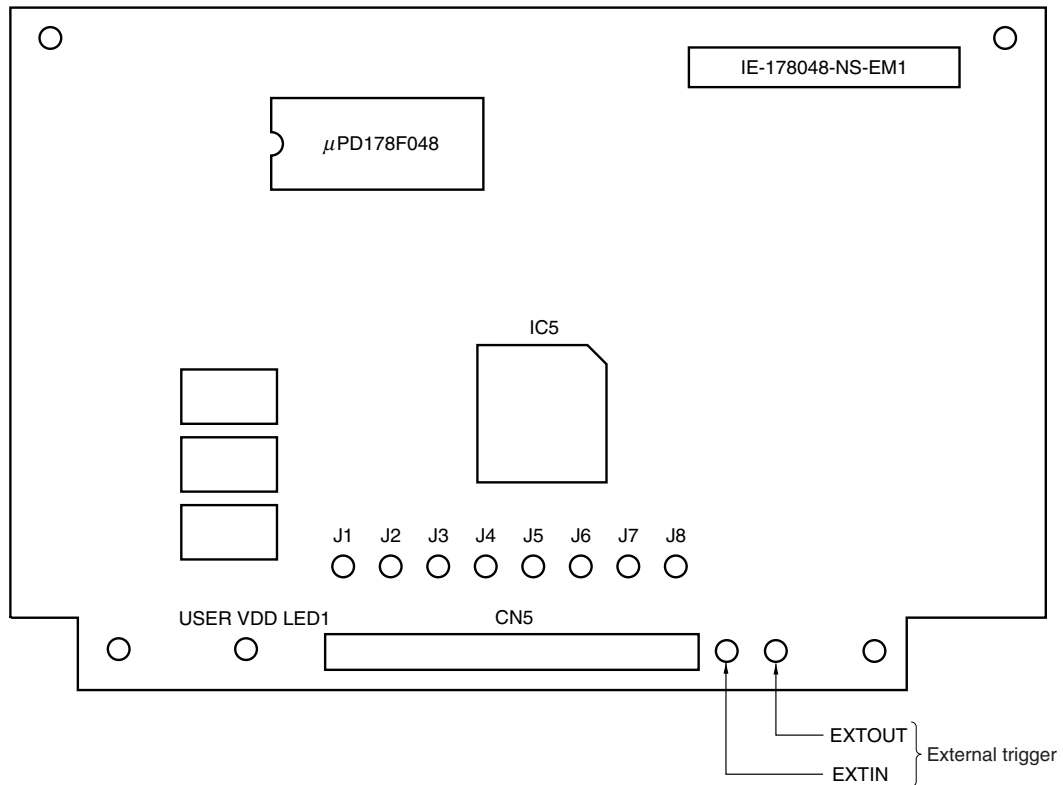 IE-178048-NS-EM1
μPD178F048
IC5
J1 J2 J3 J4 J5 J6 J7 J8
USER VDD LED1 CN5
EXTOUT
External trigger
EXTIN